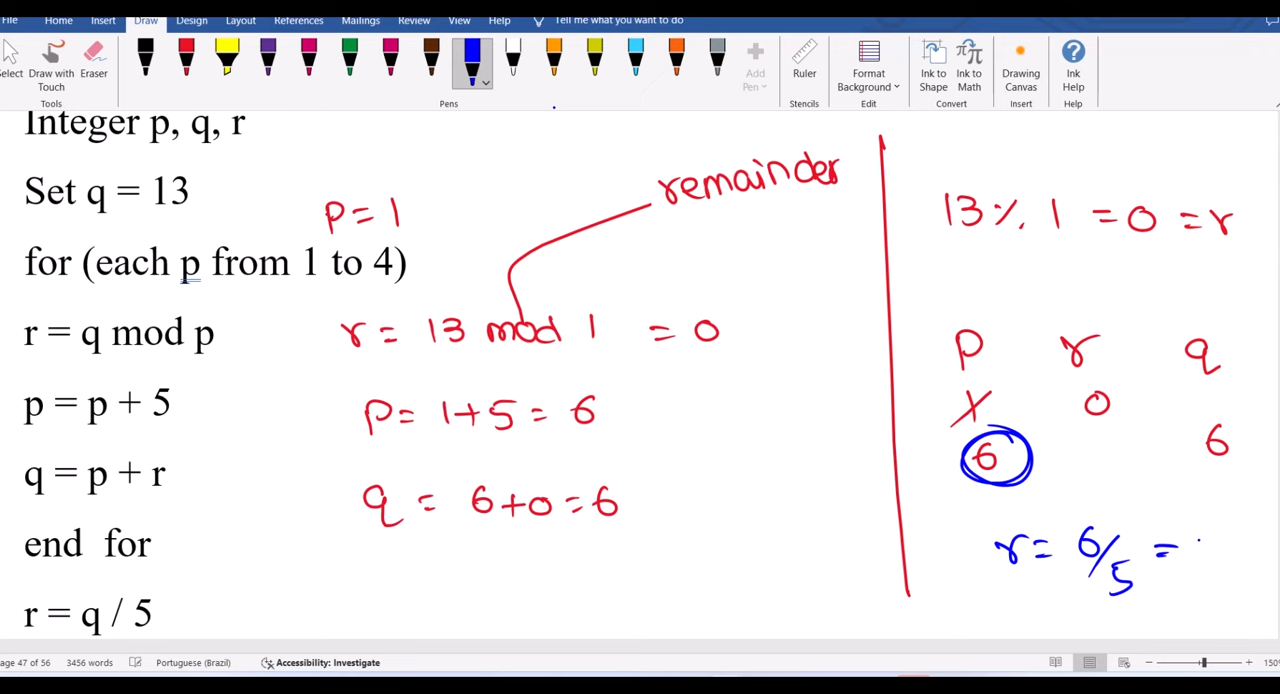 File Home Insert Draw Design Layout References Mailings Review View Help Tell me what you want to do
Select Draw with Touch Eraser Add Pen Ruler Format Background Ink to Shape Ink to Math Drawing Canvas Ink Help
Tools Pens Stencils Edit Convert Insert Help
Integer p, q, r
Set q = 13
p = 1
for (each p from 1 to 4)
r = q mod p
r = 13 mod 1 = 0
remainder
p = p + 5
p = 1+5 = 6
q = p + r
q = 6+0 = 6
end for
r = q / 5
13 % 1 = 0 = r
p r q
1 0
6 6
r = 6/5 =
age 47 of 56 3456 words Portuguese (Brazil) Accessibility: Investigate 150%